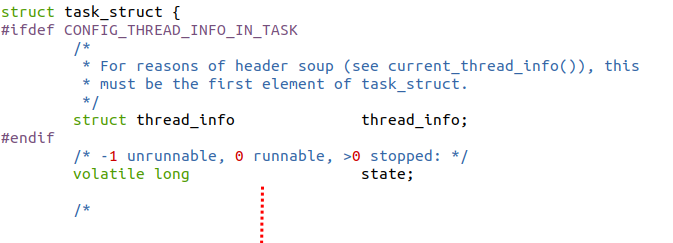 struct task_struct {
#ifdef CONFIG_THREAD_INFO_IN_TASK
/*
* For reasons of header soup (see current_thread_info()), this
* must be the first element of task_struct.
*/
struct thread_info thread_info;
#endif
/* -1 unrunnable, 0 runnable, >0 stopped: */
volatile long state;
/*